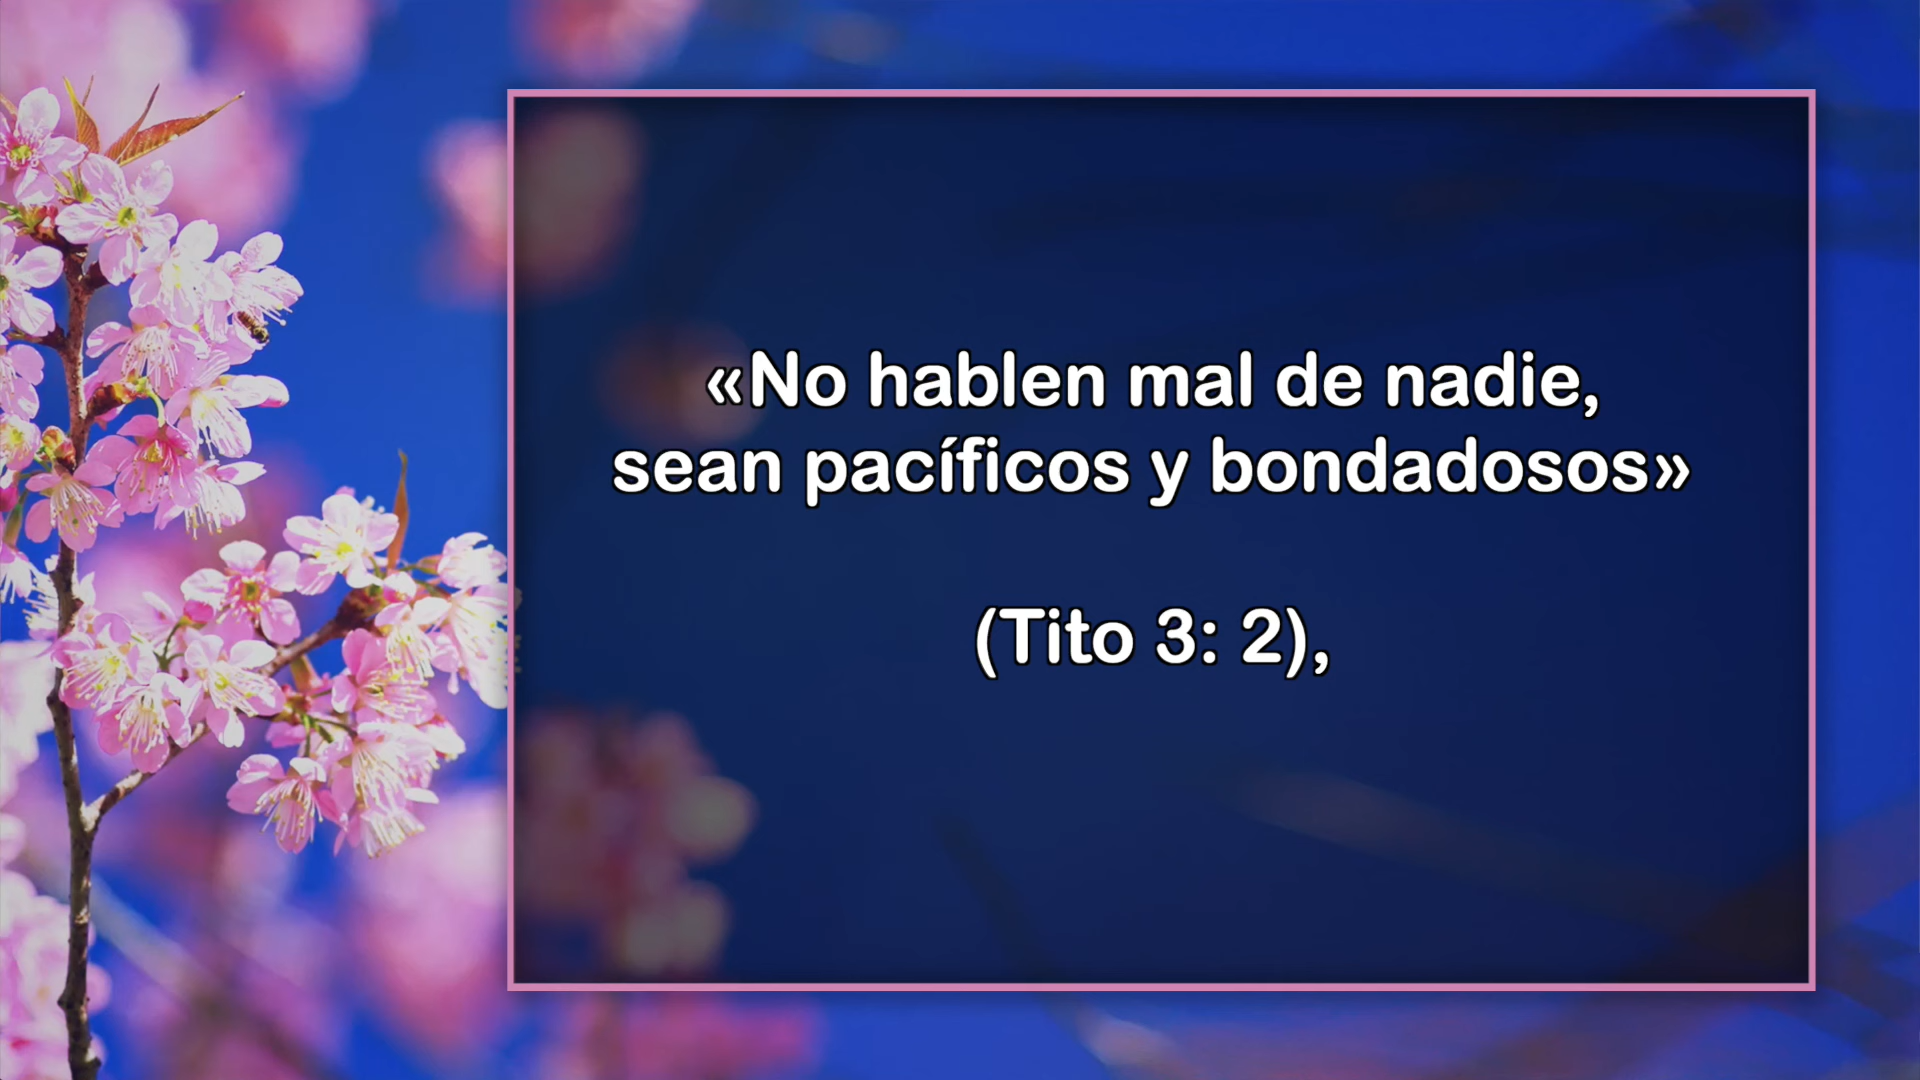 «No hablen mal de nadie,
sean pacíficos y bondadosos»
(Tito 3: 2),